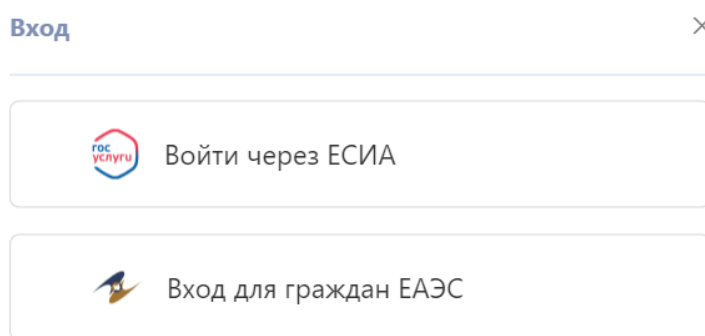 Вход
гос
услуги
Войти через ЕСИА
Вход для граждан ЕАЭС